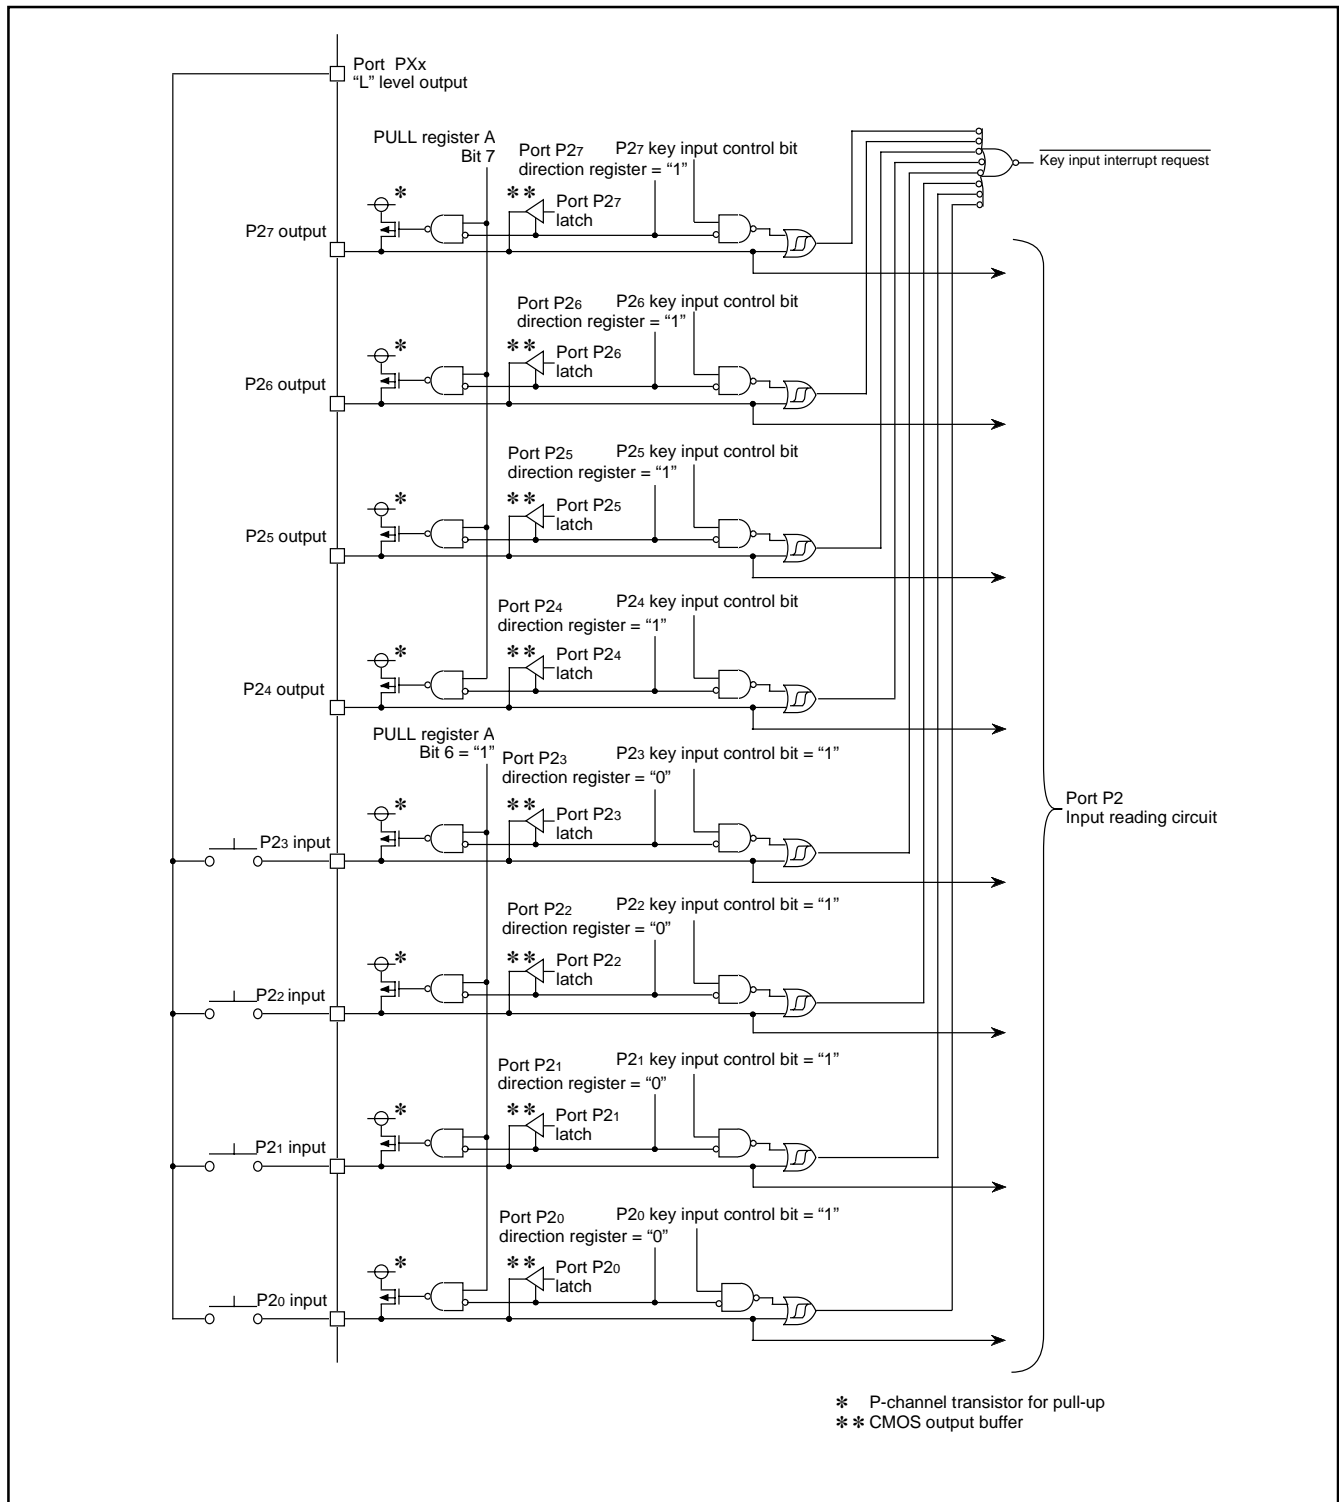 Port PXx
“L” level output
PULL register A
Bit 7
Port P27
direction register = “1”
P27 key input control bit
Key input interrupt request
*
* *
Port P27
latch
P27 output
Port P26
direction register = “1”
P26 key input control bit
*
* *
Port P26
latch
P26 output
Port P25
direction register = “1”
P25 key input control bit
*
* *
Port P25
latch
P25 output
Port P24
direction register = “1”
P24 key input control bit
*
* *
Port P24
latch
P24 output
PULL register A
Bit 6 = “1”
Port P23
direction register = “0”
P23 key input control bit = “1”
*
* *
Port P23
latch
P23 input
Port P2
Input reading circuit
Port P22
direction register = “0”
P22 key input control bit = “1”
*
* *
Port P22
latch
P22 input
Port P21
direction register = “0”
P21 key input control bit = “1”
*
* *
Port P21
latch
P21 input
Port P20
direction register = “0”
P20 key input control bit = “1”
*
* *
Port P20
latch
P20 input
* P-channel transistor for pull-up
* * CMOS output buffer